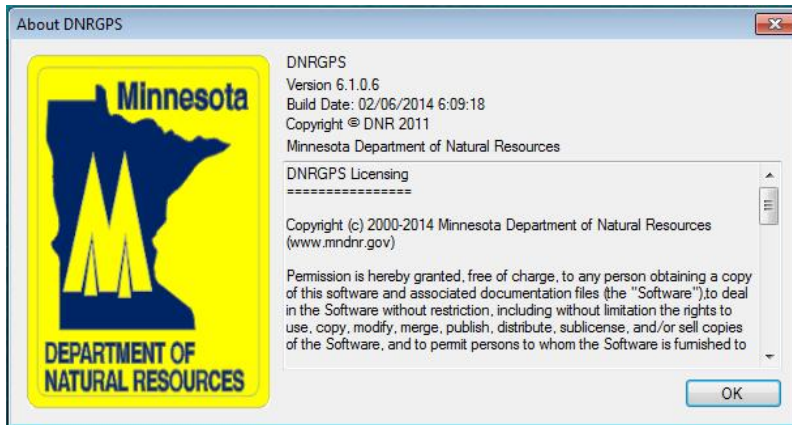 About DNRGPS
Minnesota
DEPARTMENT OF
NATURAL RESOURCES
DNRGPS
Version 6.1.0.6
Build Date: 02/06/2014 6:09:18
Copyright © DNR 2011
Minnesota Department of Natural Resources
DNRGPS Licensing
================
Copyright (c) 2000-2014 Minnesota Department of Natural Resources
(www.mndnr.gov)
Permission is hereby granted, free of charge, to any person obtaining a copy
of this software and associated documentation files (the "Software"),to deal
in the Software without restriction, including without limitation the rights to
use, copy, modify, merge, publish, distribute, sublicense, and/or sell copies
of the Software, and to permit persons to whom the Software is furnished to
OK